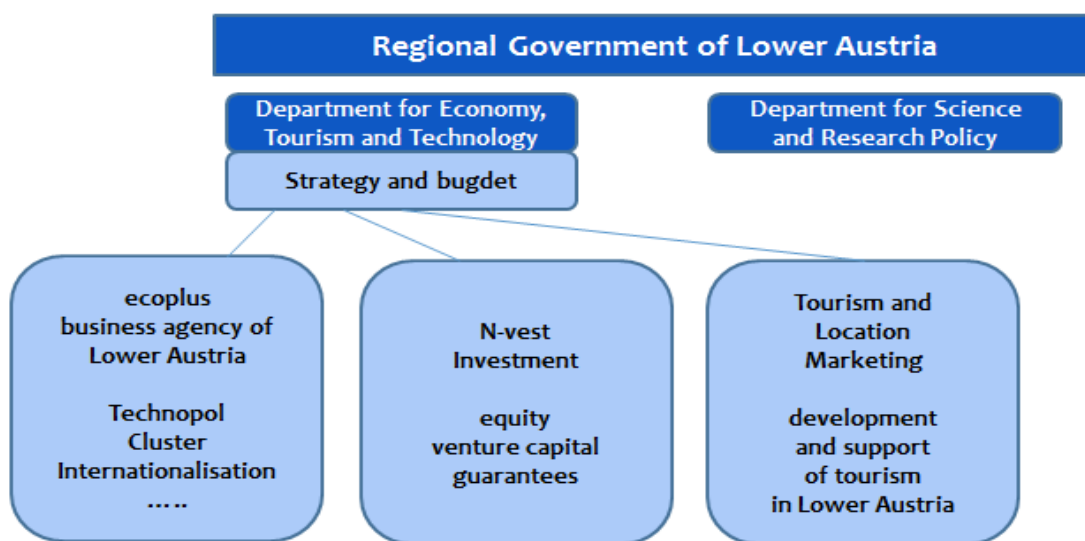 Regional Government of Lower Austria
Department for Economy,
Tourism and Technology
Department for Science
and Research Policy
Strategy and bugdet
ecoplus
business agency of
Lower Austria
Technopol
Cluster
Internationalisation
.....
N-vest
Investment
equity
venture capital
guarantees
Tourism and
Location
Marketing
development
and support
of tourism
in Lower Austria